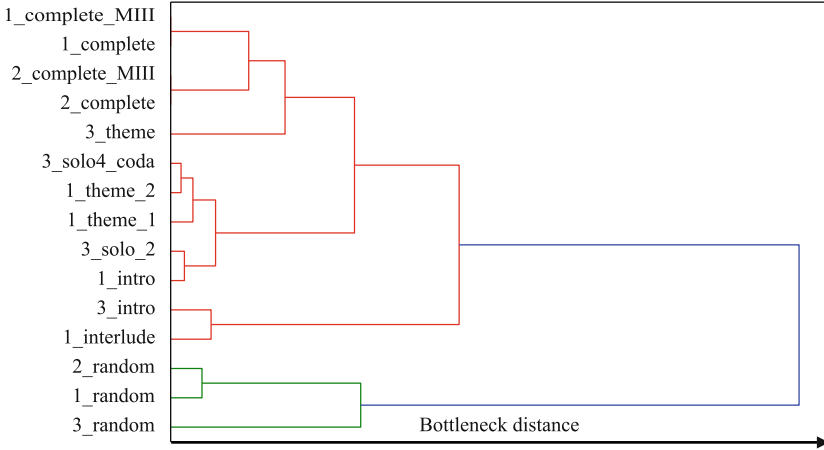 1_complete_MIII
1_complete
2_complete_MIII
2_complete
3_theme
3_solo4_coda
1_theme_2
1_theme_1
3_solo_2
1_intro
3_intro
1_interlude
2_random
1_random
3_random
Bottleneck distance